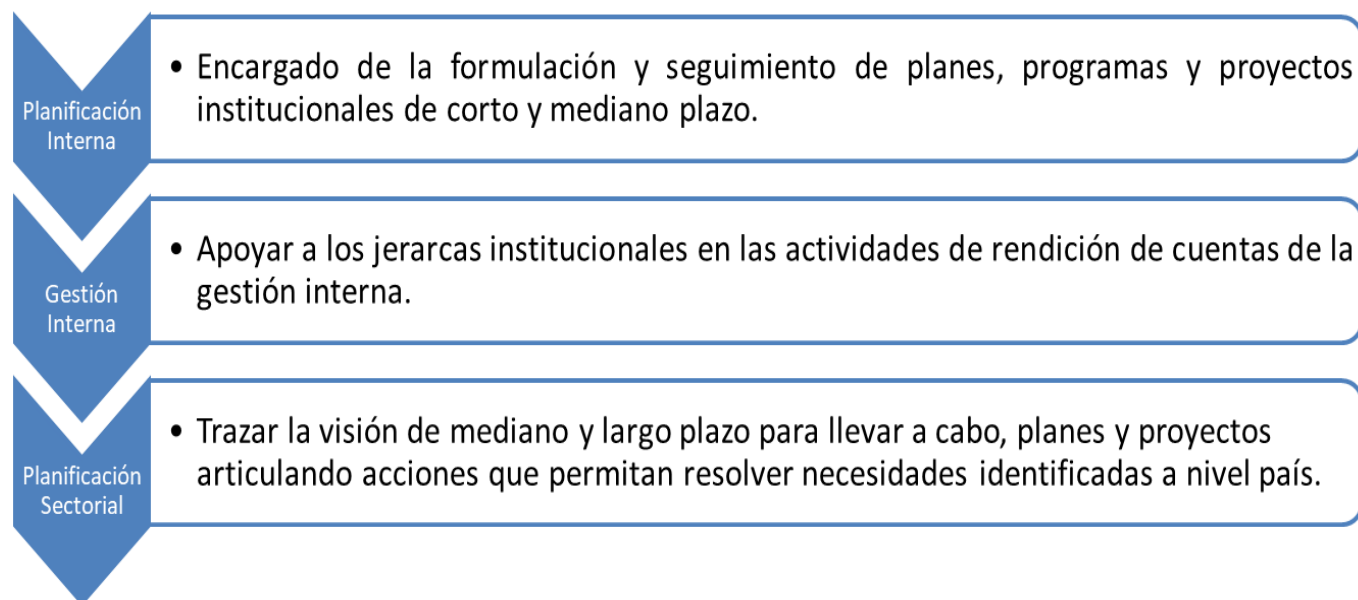 Planificación
Interna
• Encargado de la formulación y seguimiento de planes, programas y proyectos
institucionales de corto y mediano plazo.
Gestión
Interna
• Apoyar a los jerarcas institucionales en las actividades de rendición de cuentas de la
gestión interna.
Planificación
Sectorial
• Trazar la visión de mediano y largo plazo para llevar a cabo, planes y proyectos
articulando acciones que permitan resolver necesidades identificadas a nivel país.